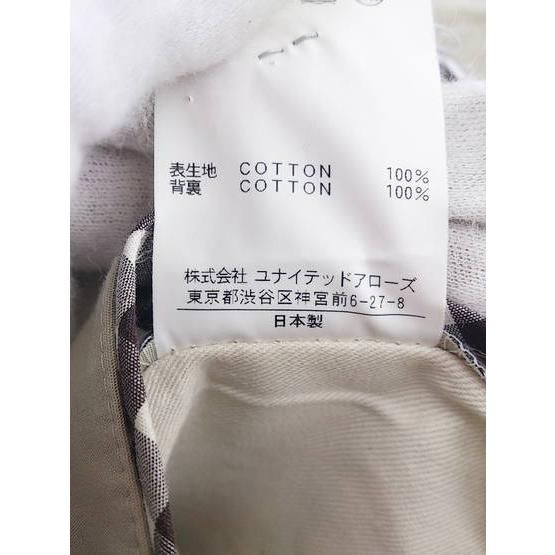 表生地 COTTON 100%
背裏 COTTON 100%
株式会社 ユナイテッドアローズ
東京都渋谷区神宮前6-27-8
日本製